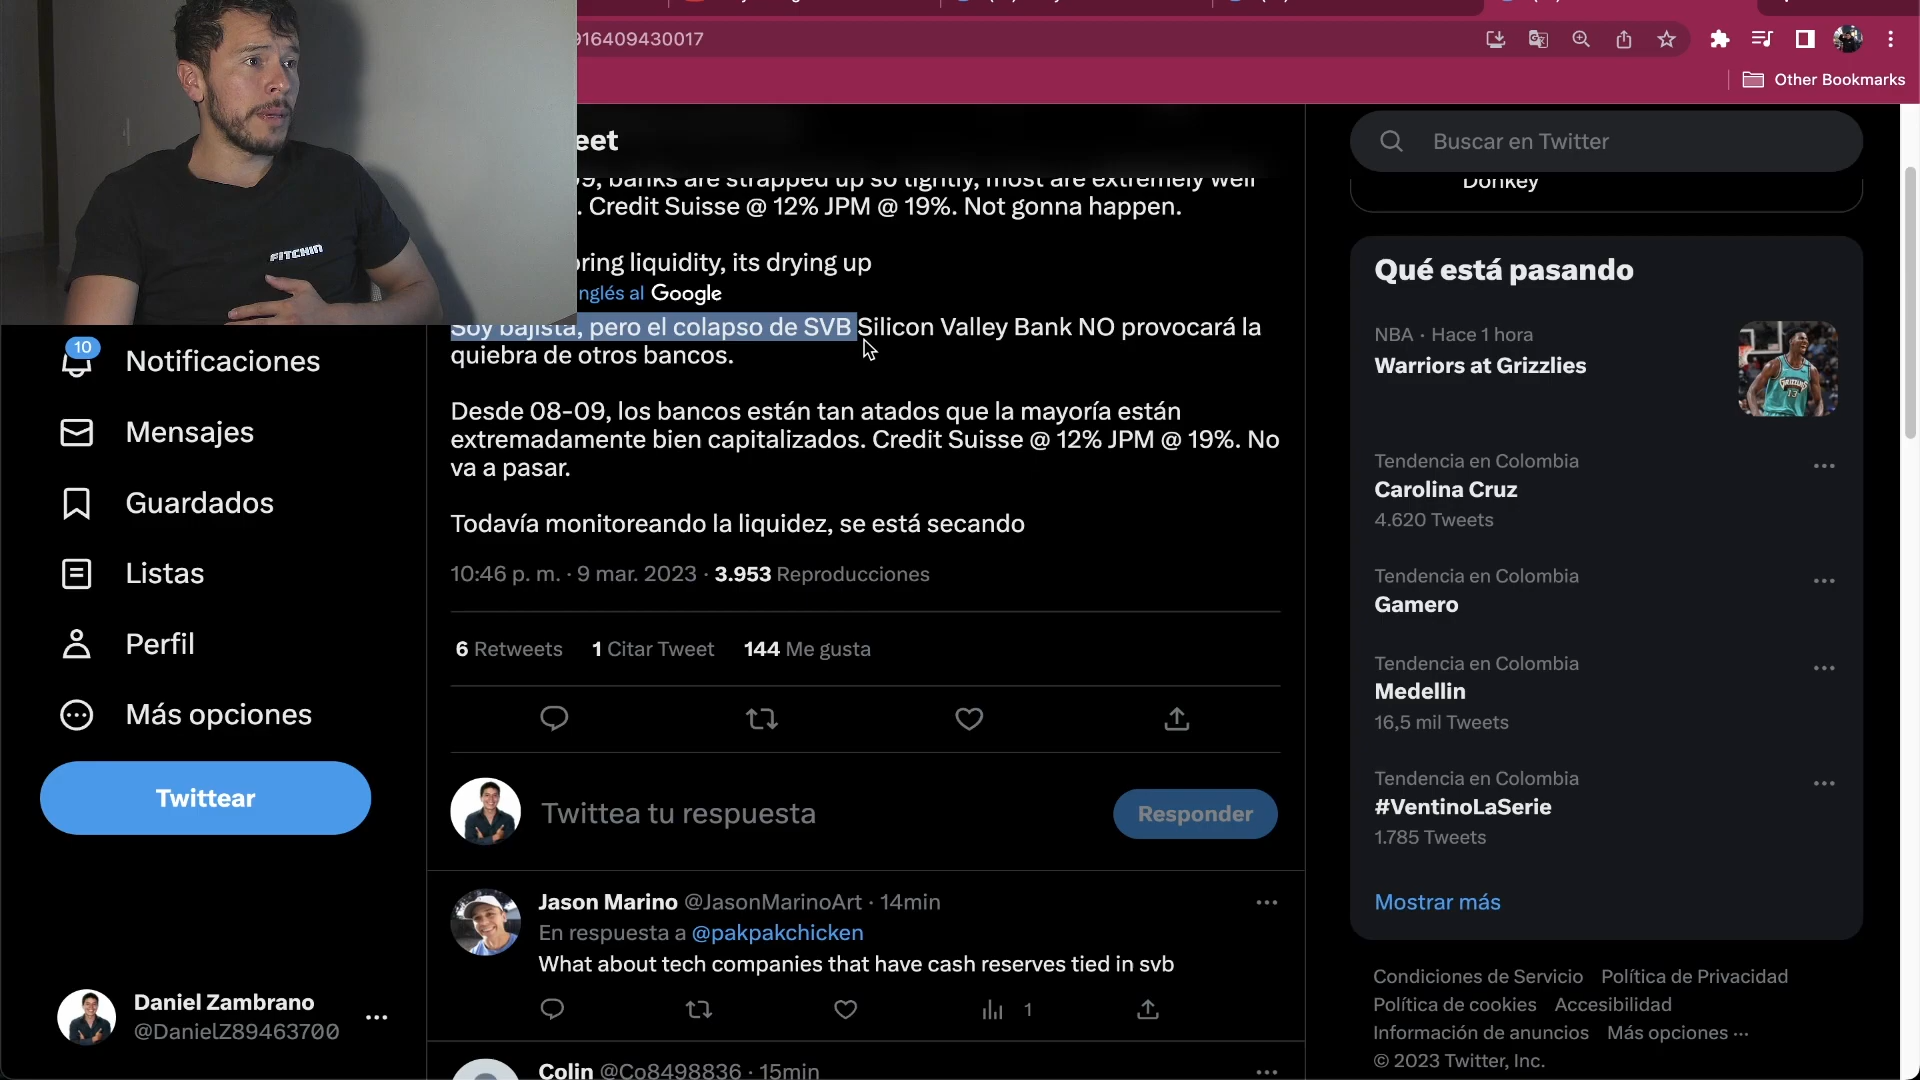 16409430017
Other Bookmarks
eet
banks are strapped up so tightly, most are extremely well
. Credit Suisse @ 12% JPM @ 19%. Not gonna happen.
ring liquidity, its drying up
nglés al Google
Soy bajista, pero el colapso de SVB Silicon Valley Bank NO provocará la
quiebra de otros bancos.
Desde 08-09, los bancos están tan atados que la mayoría están
extremadamente bien capitalizados. Credit Suisse @ 12% JPM @ 19%. No
va a pasar.
Todavía monitoreando la liquidez, se está secando
10:46 p. m. · 9 mar. 2023 · 3.953 Reproducciones
6 Retweets 1 Citar Tweet 144 Me gusta
Twittea tu respuesta
Responder
Jason Marino @JasonMarinoArt · 14min
En respuesta a @pakpakchicken
What about tech companies that have cash reserves tied in svb
1
Colin @Co8498836 · 15min
FITCHIN
10
Notificaciones
Mensajes
Guardados
Listas
Perfil
Más opciones
Twittear
Daniel Zambrano
@DanielZ89463700
Buscar en Twitter
Donkey
Qué está pasando
NBA · Hace 1 hora
Warriors at Grizzlies
Tendencia en Colombia
Carolina Cruz
4.620 Tweets
Tendencia en Colombia
Gamero
Tendencia en Colombia
Medellin
16,5 mil Tweets
Tendencia en Colombia
#VentinoLaSerie
1.785 Tweets
Mostrar más
Condiciones de Servicio Política de Privacidad
Política de cookies Accesibilidad
Información de anuncios Más opciones ···
© 2023 Twitter, Inc.